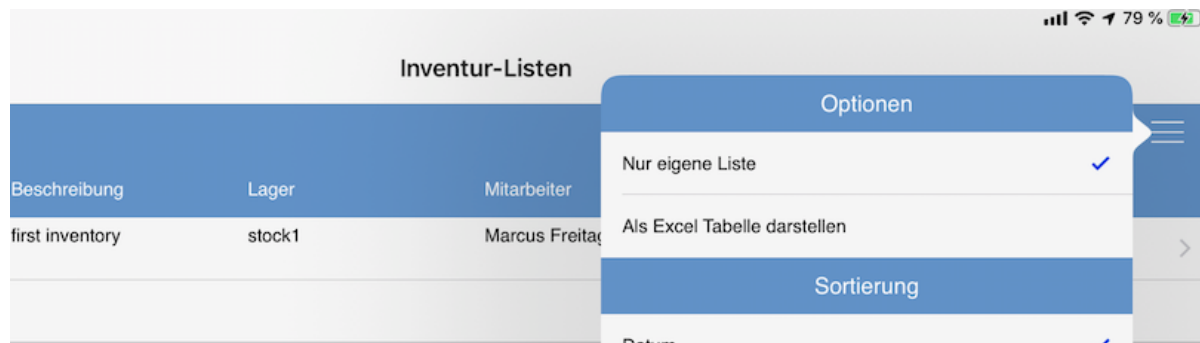 79 %
Inventur-Listen
Optionen
Nur eigene Liste
Beschreibung Lager Mitarbeiter
Als Excel Tabelle darstellen
first inventory stock1 Marcus Freitag
Sortierung
Datum